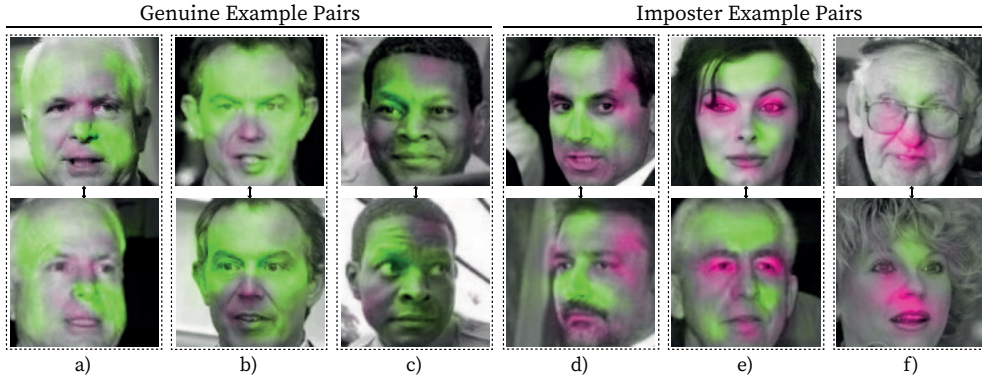 Genuine Example Pairs
Imposter Example Pairs
a)
b)
c)
d)
e)
f)